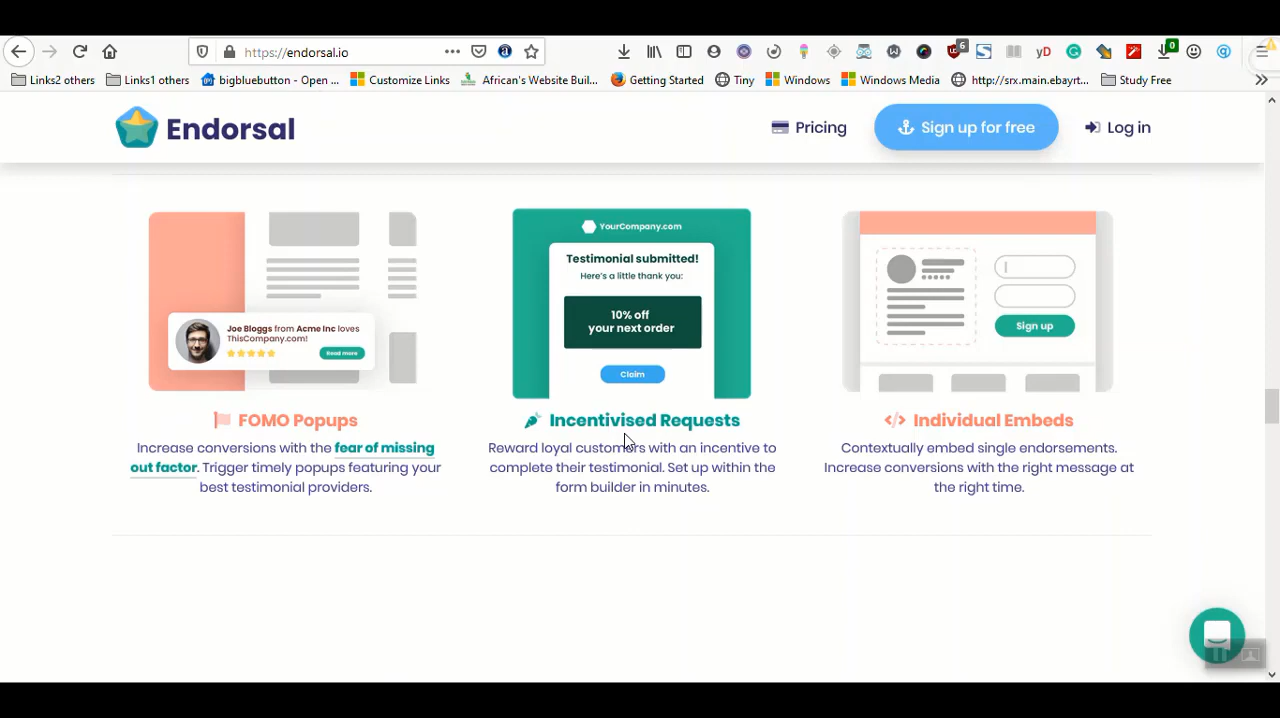 https://endorsal.io
6
yD
0
Links2 others
Links1 others
bigbluebutton - Open ...
Customize Links
African's Website Buil...
Getting Started
Tiny
Windows
Windows Media
http://srx.main.ebayrt...
Study Free
Endorsal
Pricing
Sign up for free
Log in
Joe Bloggs from Acme Inc loves
ThisCompany.com!
Read more
YourCompany.com
Testimonial submitted!
Here's a little thank you:
10% off
your next order
Claim
Sign up
FOMO Popups
Increase conversions with the fear of missing
out factor. Trigger timely popups featuring your
best testimonial providers.
Incentivised Requests
Reward loyal customers with an incentive to
complete their testimonial. Set up within the
form builder in minutes.
Individual Embeds
Contextually embed single endorsements.
Increase conversions with the right message at
the right time.